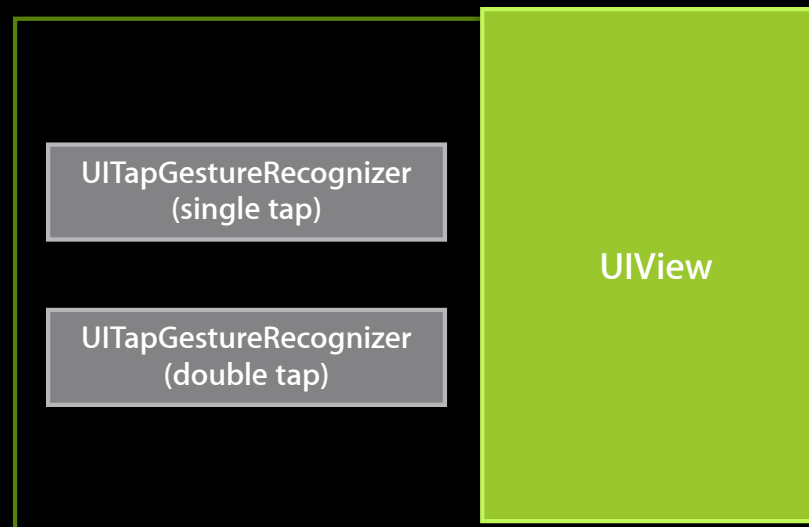 UITapGestureRecognizer
(single tap)
UIView
UITapGestureRecognizer
(double tap)